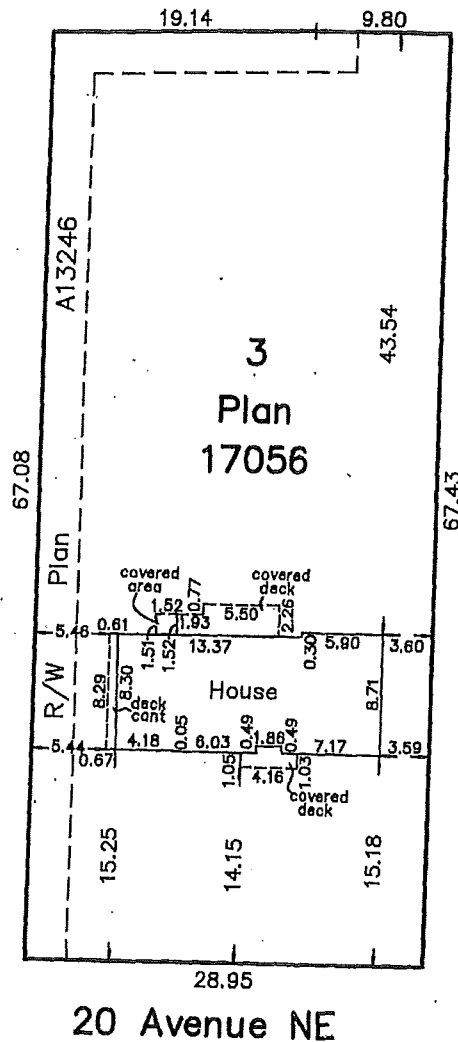 19.14 9.80
A13246
43.54
3
Plan
17056
67.08
67.43
R/W Plan
covered
area
covered
deck
1.52 0.77 5.50 2.26
5.46 0.61 1.51 1.52 1.93 13.37 0.30 5.90 3.60
House
8.29 8.30 8.71
deck
cant
5.44 0.67 4.18 0.05 6.03 0.49 1.86 0.49 7.17 3.59
1.05 4.16 1.03
covered
deck
15.25 14.15 15.18
28.95
20 Avenue NE